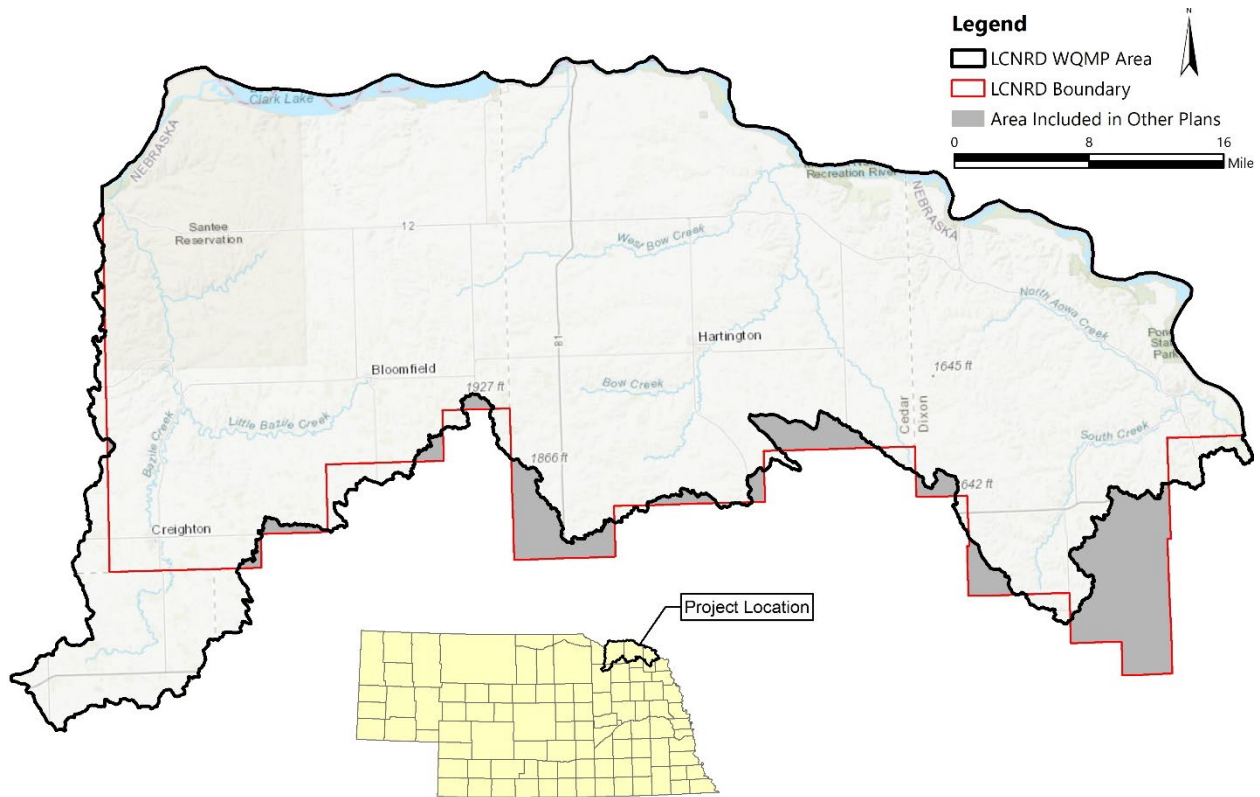 Legend
N
LCNRD WQMP Area
LCNRD Boundary
Area Included in Other Plans
0 8 16
Mile
Clark Lake
NEBRASKA
Recreation River
NEBRASKA
Santee
Reservation
12
West Bow Creek
North Aowa Creek
Hartington
Bloomfield
81
1645 ft
1927 ft
Bow Creek
Cedar
Dixon
Little Bazile Creek
Bazile Creek
South Creek
1866 ft
642 ft
Creighton
Project Location